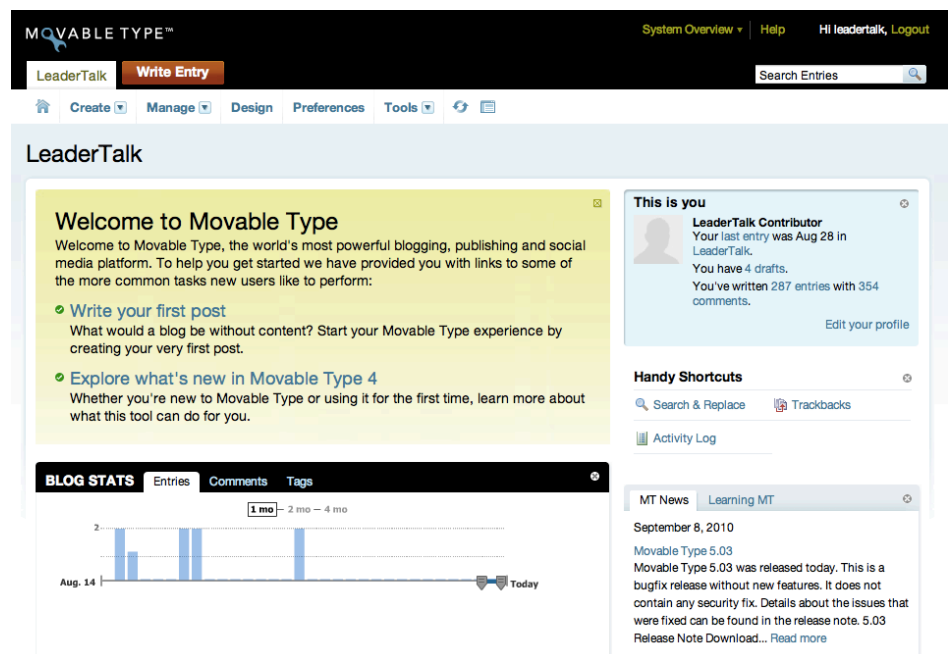 MOVABLE TYPE™
System Overview Help Hi leadertalk, Logout
LeaderTalk Write Entry
Search Entries
Create Manage Design Preferences Tools
LeaderTalk
Welcome to Movable Type
Welcome to Movable Type, the world's most powerful blogging, publishing and social
media platform. To help you get started we have provided you with links to some of
the more common tasks new users like to perform:
Write your first post
What would a blog be without content? Start your Movable Type experience by
creating your very first post.
Explore what's new in Movable Type 4
Whether you're new to Movable Type or using it for the first time, learn more about
what this tool can do for you.
BLOG STATS Entries Comments Tags
1 mo — 2 mo — 4 mo
2
Aug. 14 Today
This is you
LeaderTalk Contributor
Your last entry was Aug 28 in
LeaderTalk.
You have 4 drafts.
You've written 287 entries with 354
comments.
Edit your profile
Handy Shortcuts
Search & Replace Trackbacks
Activity Log
MT News Learning MT
September 8, 2010
Movable Type 5.03
Movable Type 5.03 was released today. This is a
bugfix release without new features. It does not
contain any security fix. Details about the issues that
were fixed can be found in the release note. 5.03
Release Note Download... Read more